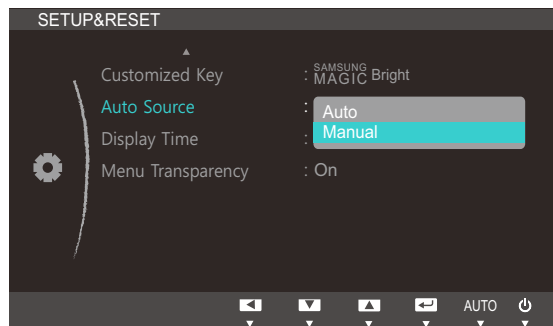 SETUP&RESET
Customized Key : SAMSUNG MAGIC Bright
Auto Source : Auto
Manual
Display Time :
Menu Transparency : On
AUTO